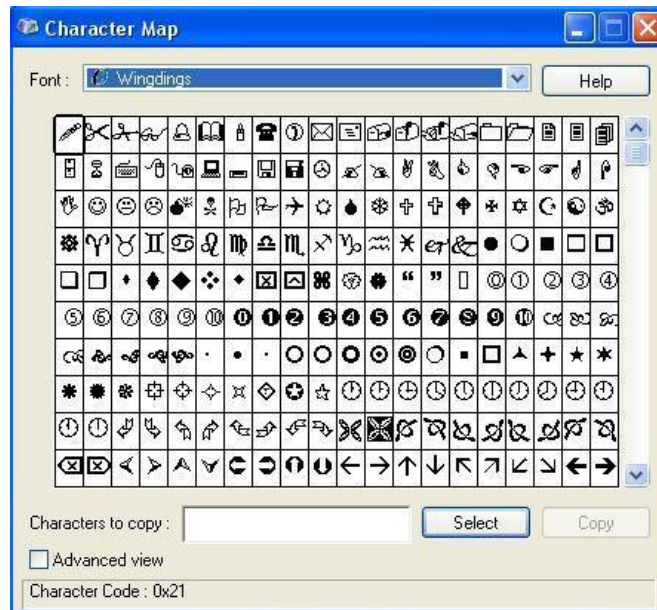 Character Map
Font : Wingdings Help
Characters to copy : Select Copy
Advanced view
Character Code : 0x21